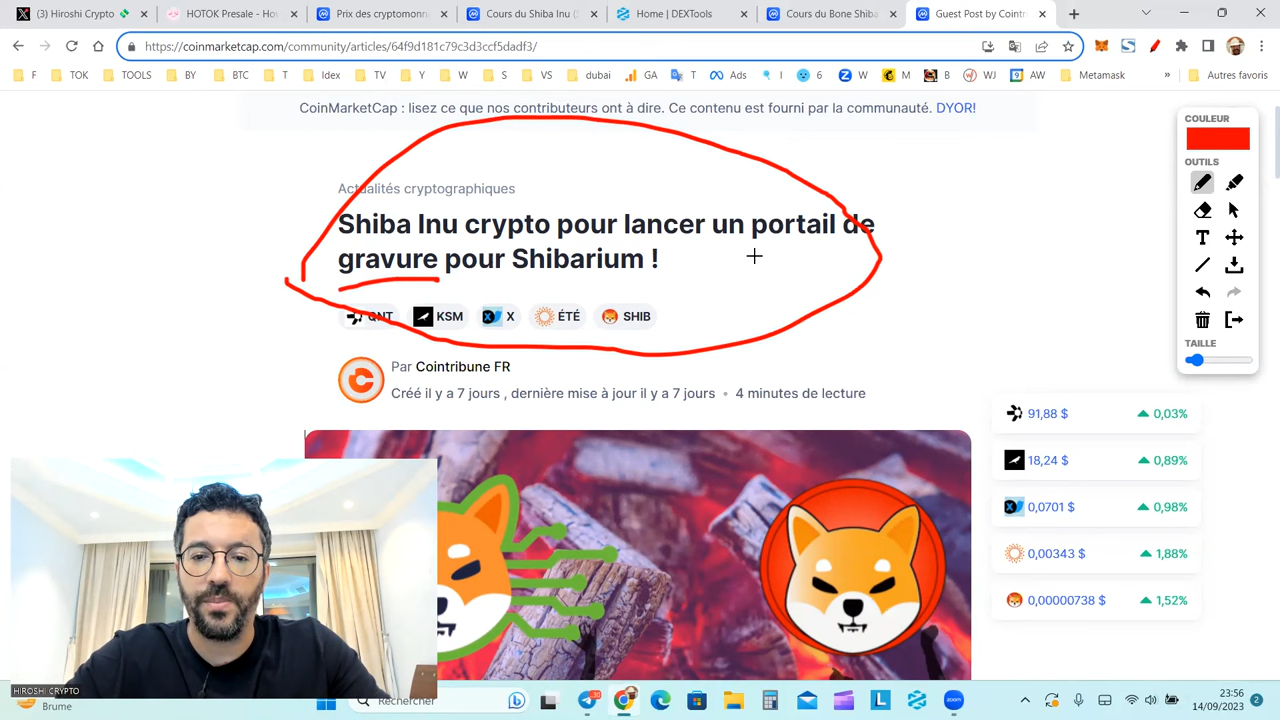 (3) Hiroshi Crypto
HOTOK Presale - Ho
Prix des cryptomonn
Cours du Shiba Inu (
Home | DEXTools
Cours du Bone Shiba
Guest Post by Cointr
https://coinmarketcap.com/community/articles/64f9d181c79c3d3ccf5dadf3/
F
TOK
TOOLS
BY
BTC
T
Idex
TV
Y
W
S
VS
dubai
GA
T
Ads
I
6
W
M
B
WJ
AW
Metamask
»
Autres favoris
CoinMarketCap : lisez ce que nos contributeurs ont à dire. Ce contenu est fourni par la communauté. DYOR!
Actualités cryptographiques
Shiba Inu crypto pour lancer un portail de
gravure pour Shibarium !
QNT
KSM
X
ÉTÉ
SHIB
Par Cointribune FR
Créé il y a 7 jours , dernière mise à jour il y a 7 jours • 4 minutes de lecture
COULEUR
OUTILS
TAILLE
91,88 $ 0,03%
18,24 $ 0,89%
0,0701 $ 0,98%
0,00343 $ 1,88%
0,00000738 $ 1,52%
HIROSHI CRYPTO
Brume
Rechercher
30
23:56
14/09/2023
2